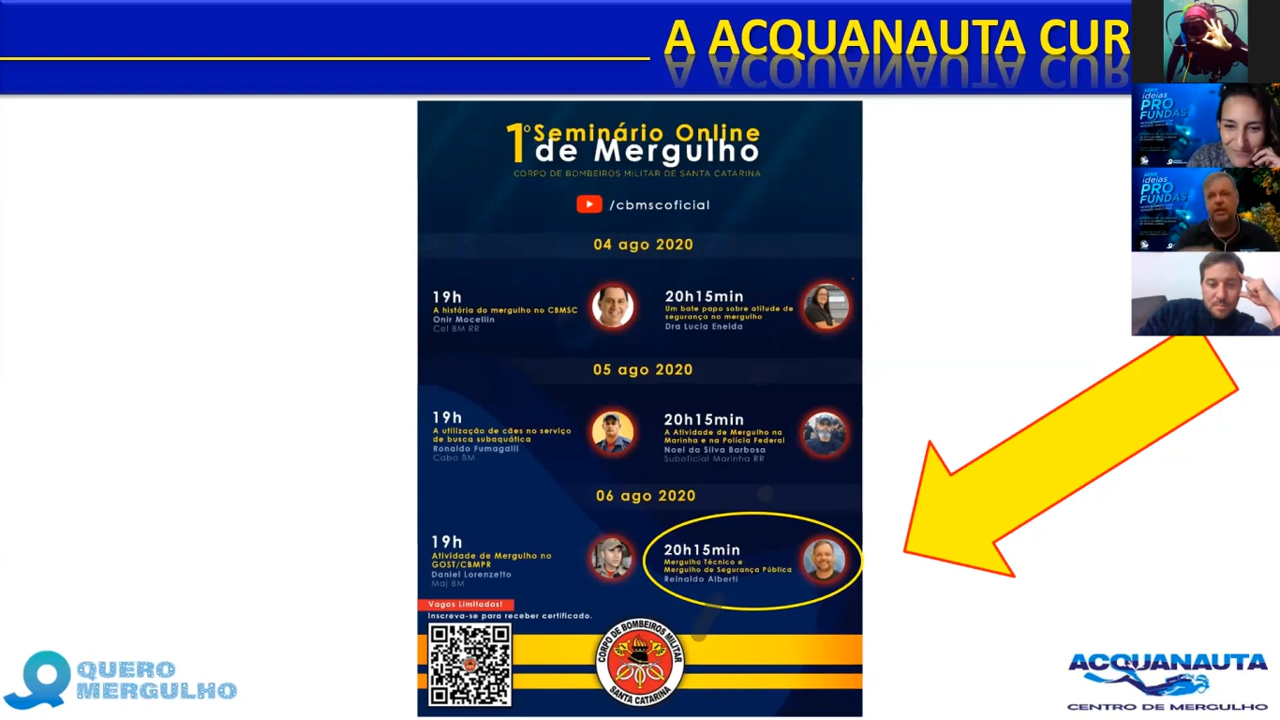 A ACQUANAUTA CUR
1º Seminário Online
de Mergulho
CORPO DE BOMBEIROS MILITAR DE SANTA CATARINA
/cbmscoficial
04 ago 2020
19h
A história do mergulho no CBMSC
Onir Mocellin
Cel BM RR
20h15min
Um bate papo sobre atitude de
segurança no mergulho
Dra Lucia Eneida
05 ago 2020
19h
A utilização de cães no serviço
de busca subaquática
Ronaldo Fumagalli
Cabo BM
20h15min
A Atividade de Mergulho na
Marinha e na Polícia Federal
Noel da Silva Barbosa
Suboficial Marinha RR
06 ago 2020
19h
Atividade de Mergulho no
GOST/CBMPR
Daniel Lorenzetto
Maj BM
20h15min
Mergulho Técnico e
Mergulho de Segurança Pública
Reinaldo Alberti
Vagas Limitadas!
Inscreva-se para receber certificado.
CORPO DE BOMBEIROS MILITAR
SANTA CATARINA
QUERO
MERGULHO
ACQUANAUTA
CENTRO DE MERGULHO
SÉRIE
ideias
PRO
FUNDAS
SÉRIE
ideias
PRO
FUNDAS